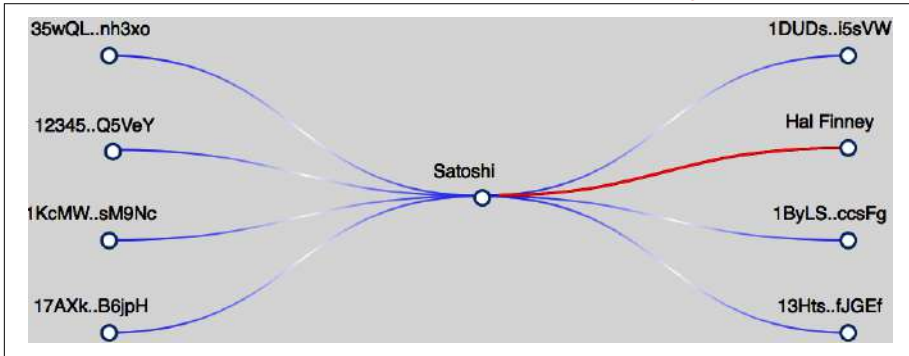 35wQL..nh3xo
1DUDs..i5sVW
12345..Q5VeY
Hal Finney
Satoshi
1KcMW..sM9Nc
1ByLS..ccsFg
17AXk..B6jpH
13Hts..fJGEf